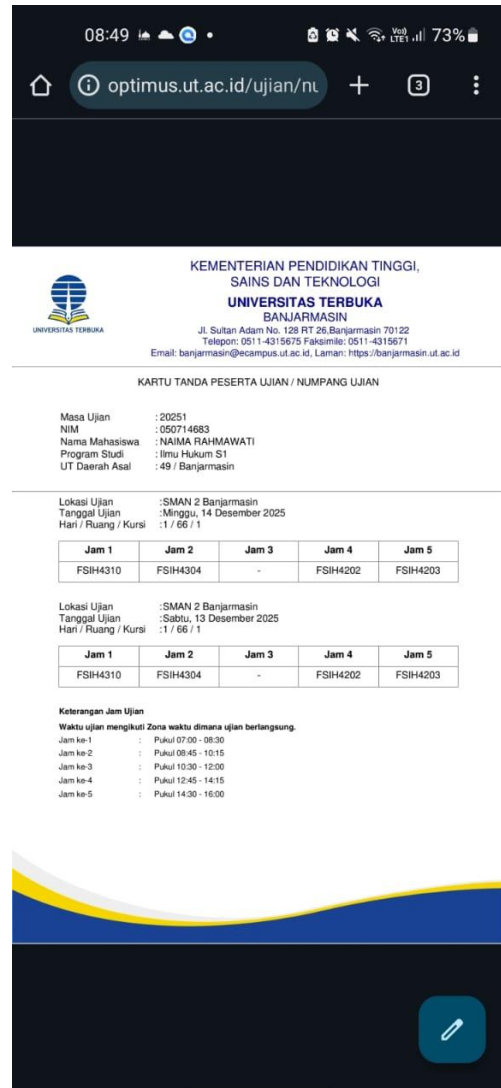 08:49
73%
optimus.ut.ac.id/ujian/nu
3
KEMENTERIAN PENDIDIKAN TINGGI,
SAINS DAN TEKNOLOGI
UNIVERSITAS TERBUKA
BANJARMASIN
Jl. Sultan Adam No. 128 RT 26,Banjarmasin 70122
Telepon: 0511-4315675 Faksimile: 0511-4315671
Email: banjarmasin@ecampus.ut.ac.id, Laman: https://banjarmasin.ut.ac.id
UNIVERSITAS TERBUKA
KARTU TANDA PESERTA UJIAN / NUMPANG UJIAN
Masa Ujian : 20251
NIM : 050714683
Nama Mahasiswa : NAIMA RAHMAWATI
Program Studi : Ilmu Hukum S1
UT Daerah Asal : 49 / Banjarmasin
Lokasi Ujian :SMAN 2 Banjarmasin
Tanggal Ujian :Minggu, 14 Desember 2025
Hari / Ruang / Kursi :1 / 66 / 1
Jam 1 Jam 2 Jam 3 Jam 4 Jam 5
FSIH4310 FSIH4304 - FSIH4202 FSIH4203
Lokasi Ujian :SMAN 2 Banjarmasin
Tanggal Ujian :Sabtu, 13 Desember 2025
Hari / Ruang / Kursi :1 / 66 / 1
Jam 1 Jam 2 Jam 3 Jam 4 Jam 5
FSIH4310 FSIH4304 - FSIH4202 FSIH4203
Keterangan Jam Ujian
Waktu ujian mengikuti Zona waktu dimana ujian berlangsung.
Jam ke-1 : Pukul 07:00 - 08:30
Jam ke-2 : Pukul 08:45 - 10:15
Jam ke-3 : Pukul 10:30 - 12:00
Jam ke-4 : Pukul 12:45 - 14:15
Jam ke-5 : Pukul 14:30 - 16:00